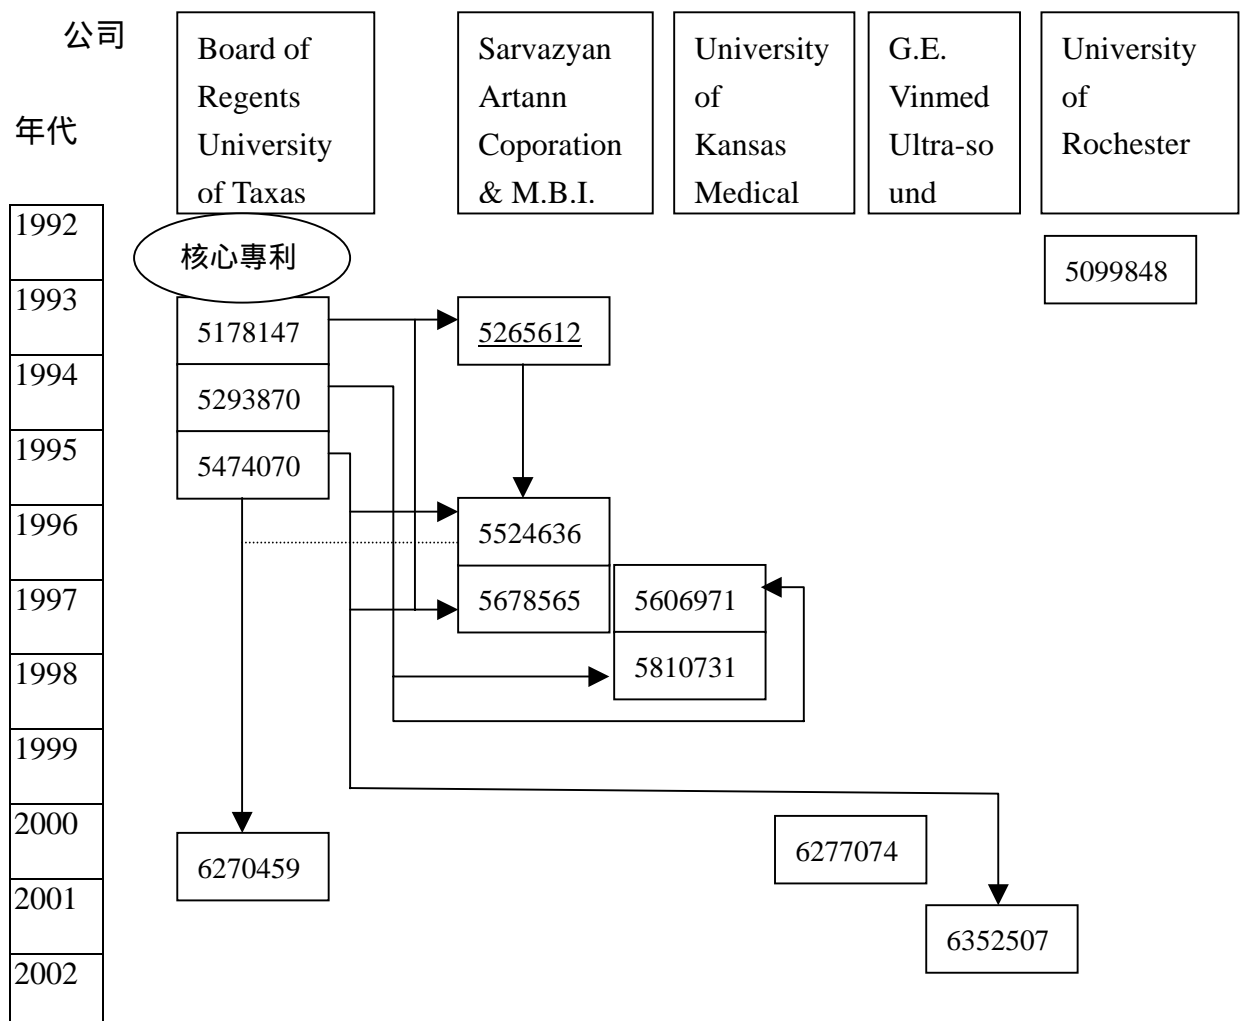 公司
年代
Board of
Regents
University
of Taxas
Sarvazyan
Artann
Coporation
& M.B.I.
University
of
Kansas
Medical
G.E.
Vinmed
Ultra-so
und
University
of
Rochester
1992
核心專利
5099848
1993
5178147
5265612
1994
5293870
1995
5474070
1996
5524636
1997
5678565
5606971
1998
5810731
1999
2000
6270459
6277074
2001
6352507
2002